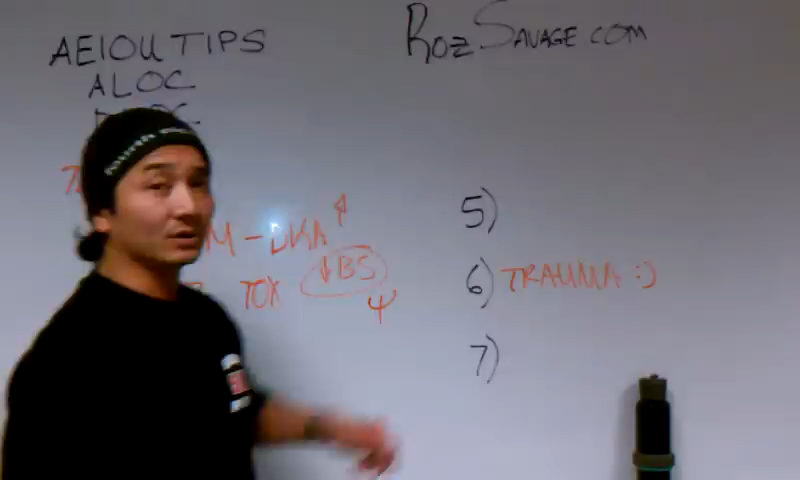 AEIOU TIPS
ALOC
RozSavage.com
M - DKA ↑
TOX ↓BS
Ψ
5)
6) TRAUMA :)
7)